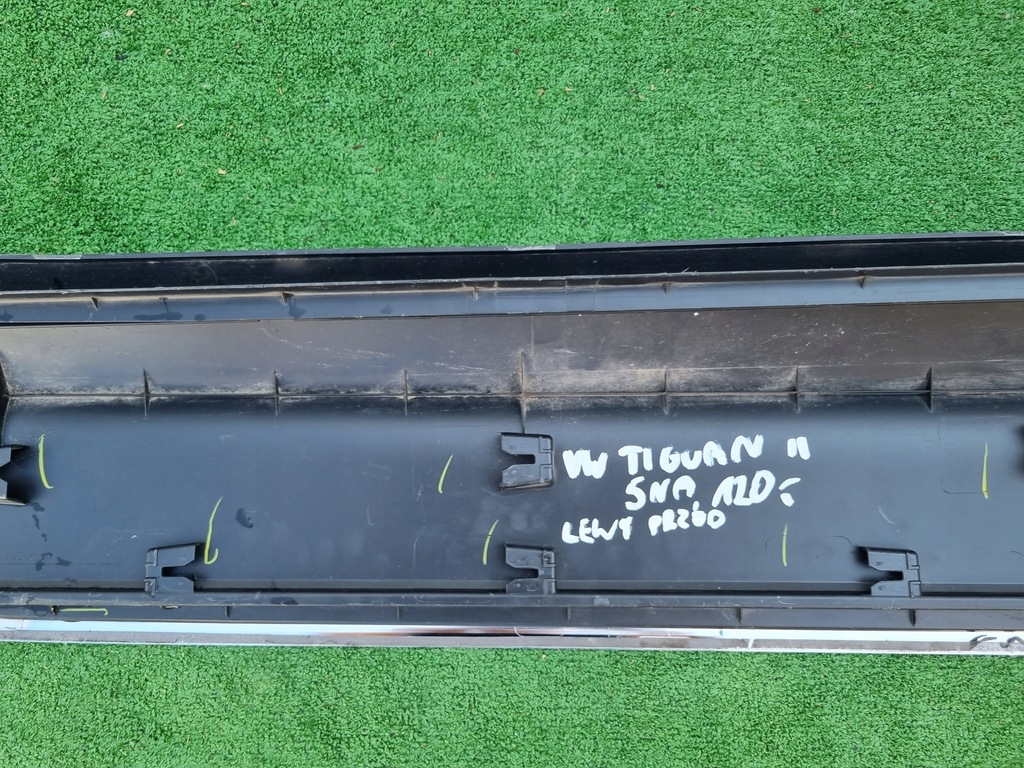 VW TIGUAN II
5NA 120,-
LEWY PRZÓD